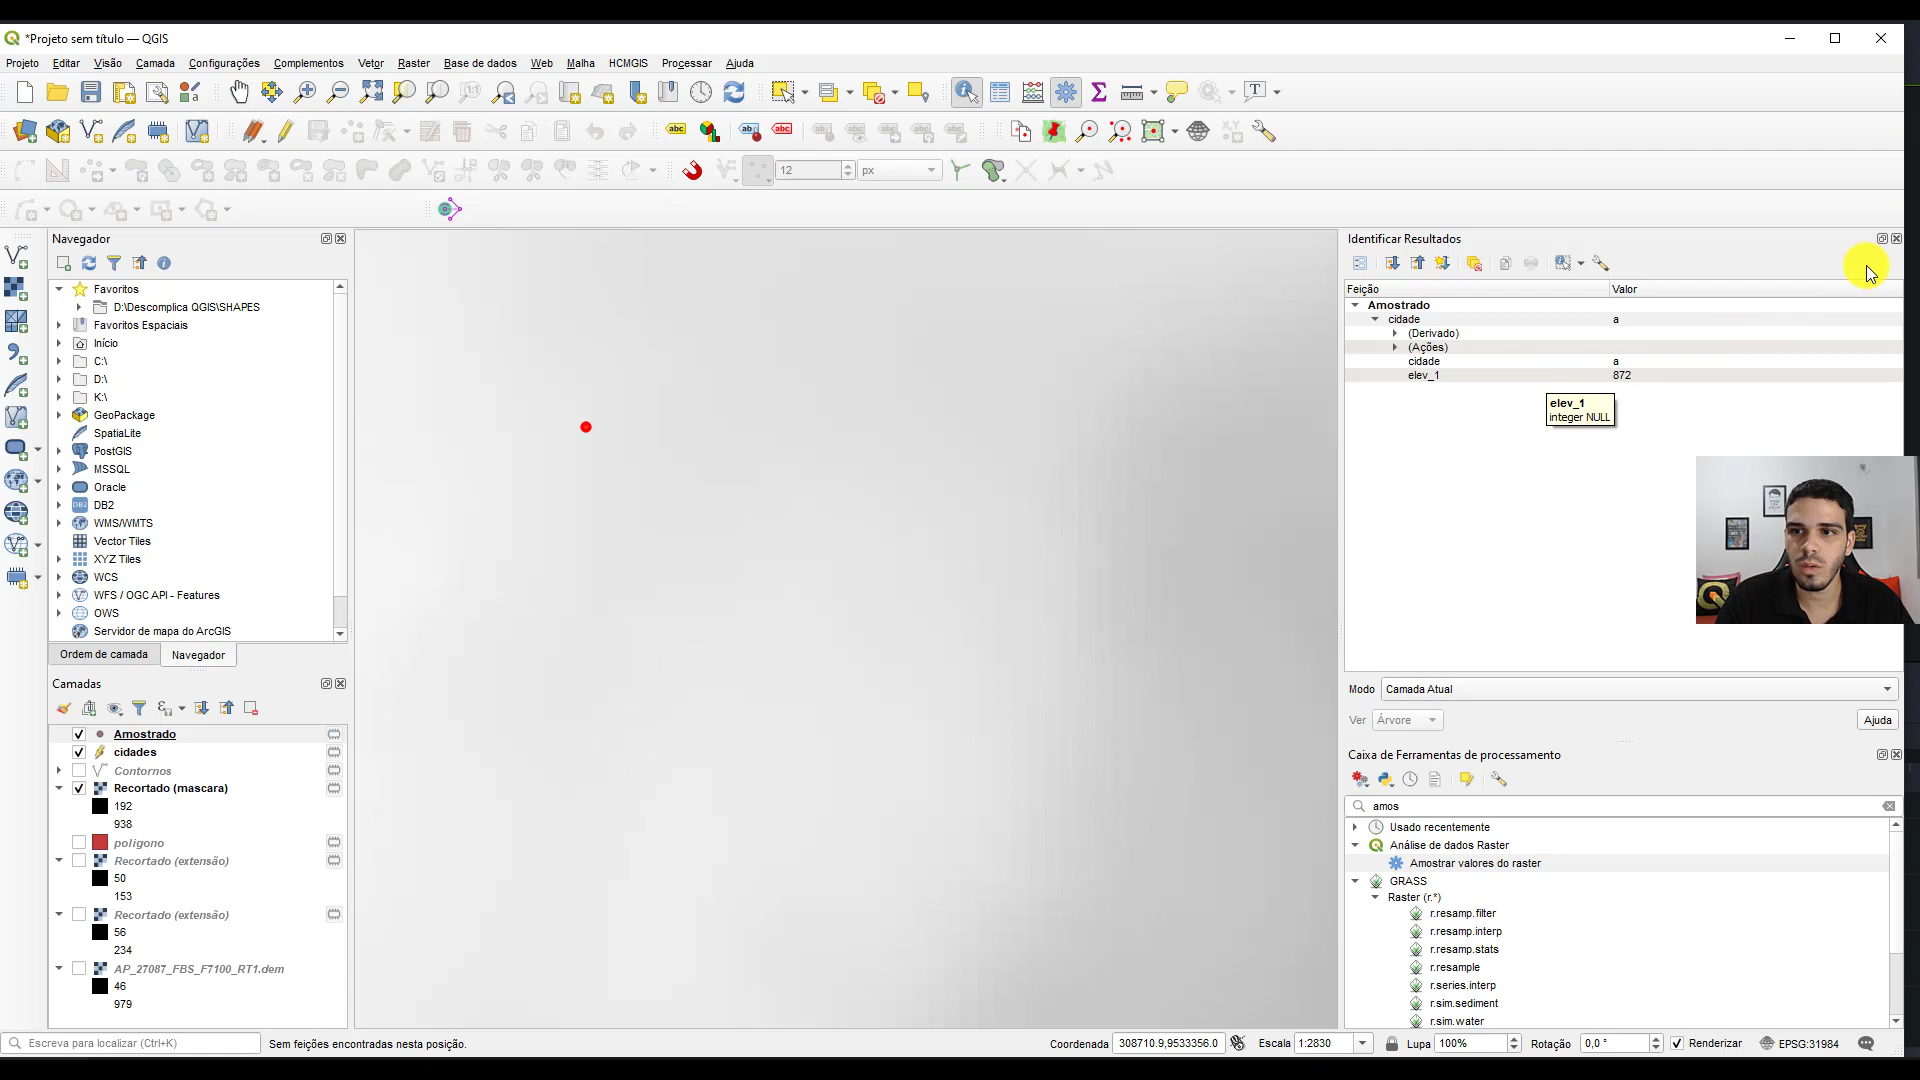 *Projeto sem título — QGIS
Projeto Editar Visão Camada Configurações Complementos Vetor Raster Base de dados Web Malha HCMGIS Processar Ajuda
12 px
Navegador
Favoritos
D:\Descomplica QGIS\SHAPES
Favoritos Espaciais
Início
C:\
D:\
K:\
GeoPackage
SpatiaLite
PostGIS
MSSQL
Oracle
DB2
WMS/WMTS
Vector Tiles
XYZ Tiles
WCS
WFS / OGC API - Features
OWS
Servidor de mapa do ArcGIS
Ordem de camada Navegador
Camadas
Amostrado
cidades
Contornos
Recortado (mascara)
192
938
poligono
Recortado (extensão)
50
153
Recortado (extensão)
56
234
AP_27087_FBS_F7100_RT1.dem
46
979
Identificar Resultados
Feição Valor
Amostrado
cidade a
(Derivado)
(Ações)
cidade a
elev_1 872
elev_1
integer NULL
Modo Camada Atual
Ver Árvore Ajuda
Caixa de Ferramentas de processamento
amos
Usado recentemente
Análise de dados Raster
Amostrar valores do raster
GRASS
Raster (r.*)
r.resamp.filter
r.resamp.interp
r.resamp.stats
r.resample
r.series.interp
r.sim.sediment
r.sim.water
Escreva para localizar (Ctrl+K) Sem feições encontradas nesta posição. Coordenada 308710.9,9533356.0 Escala 1:2830 Lupa 100% Rotação 0,0 ° Renderizar EPSG:31984